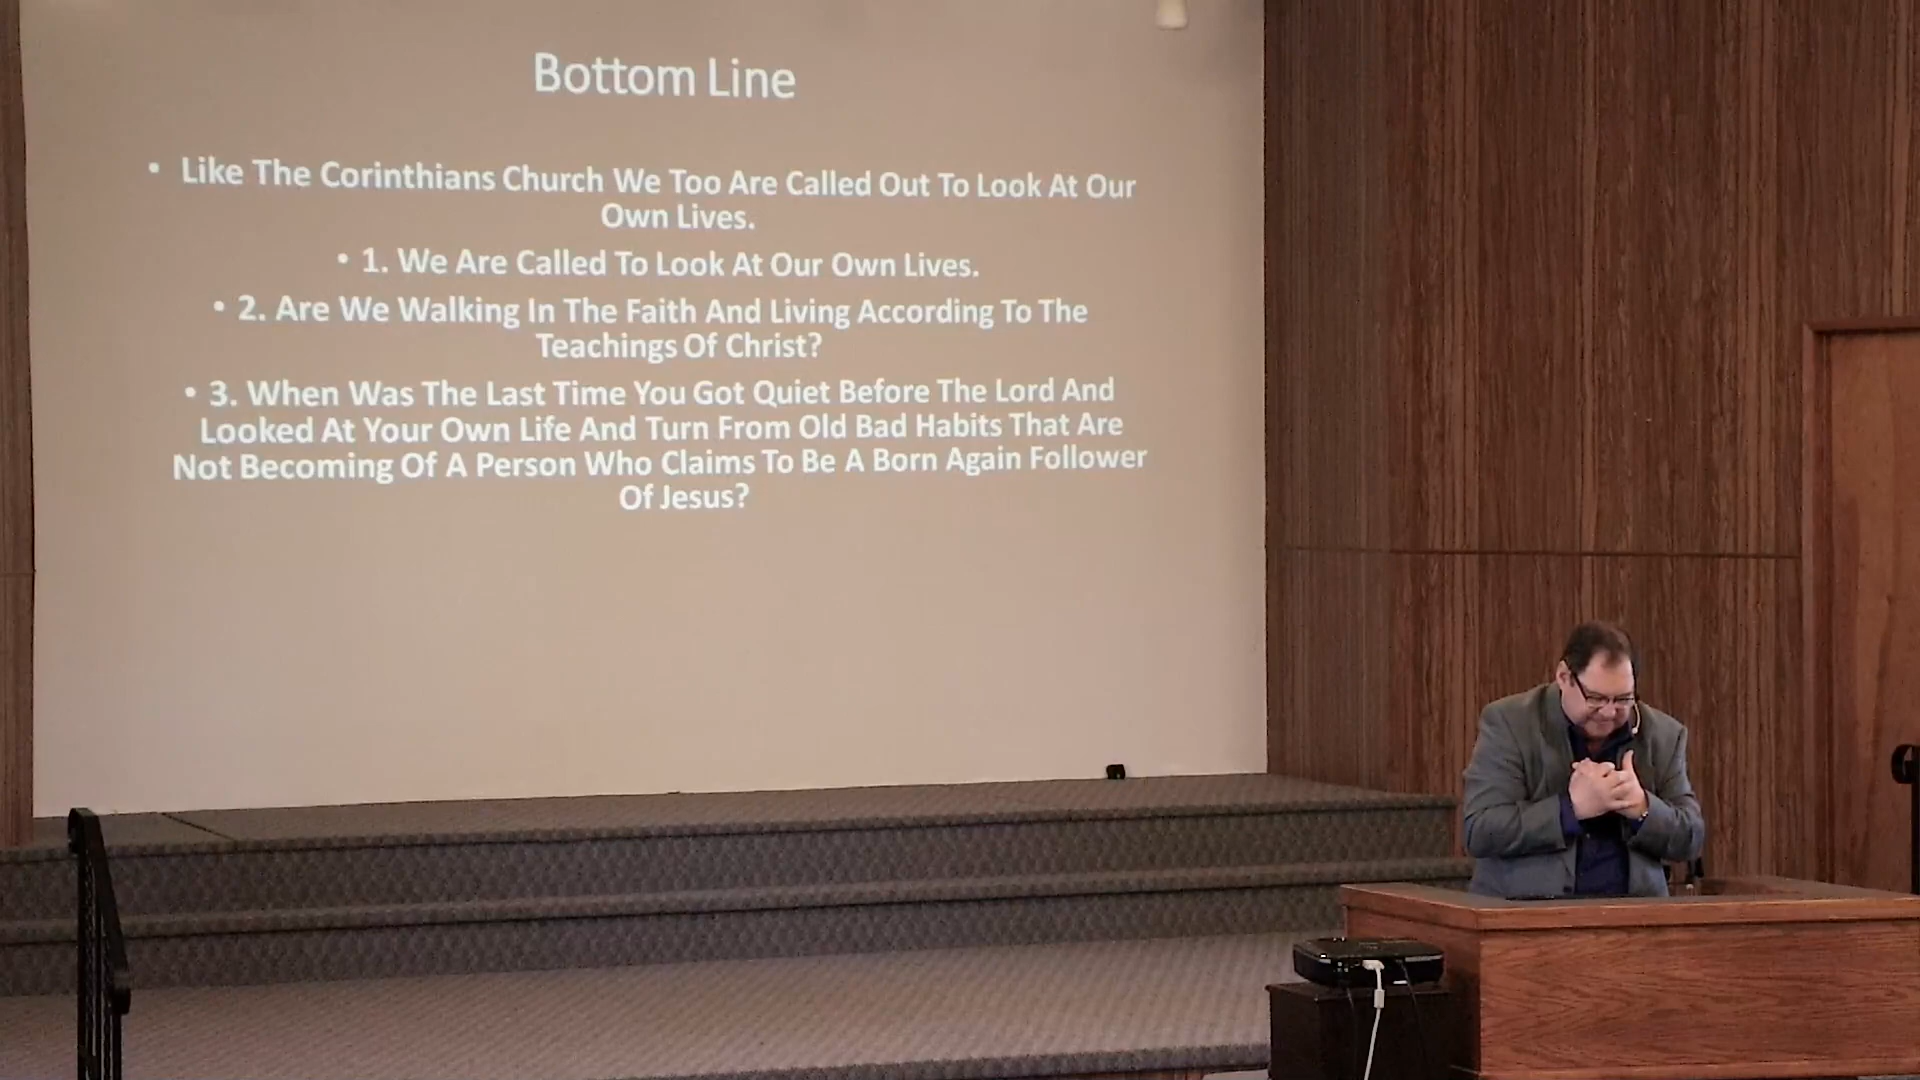 Bottom Line
• Like The Corinthians Church We Too Are Called Out To Look At Our
Own Lives.
• 1. We Are Called To Look At Our Own Lives.
• 2. Are We Walking In The Faith And Living According To The
Teachings Of Christ?
• 3. When Was The Last Time You Got Quiet Before The Lord And
Looked At Your Own Life And Turn From Old Bad Habits That Are
Not Becoming Of A Person Who Claims To Be A Born Again Follower
Of Jesus?